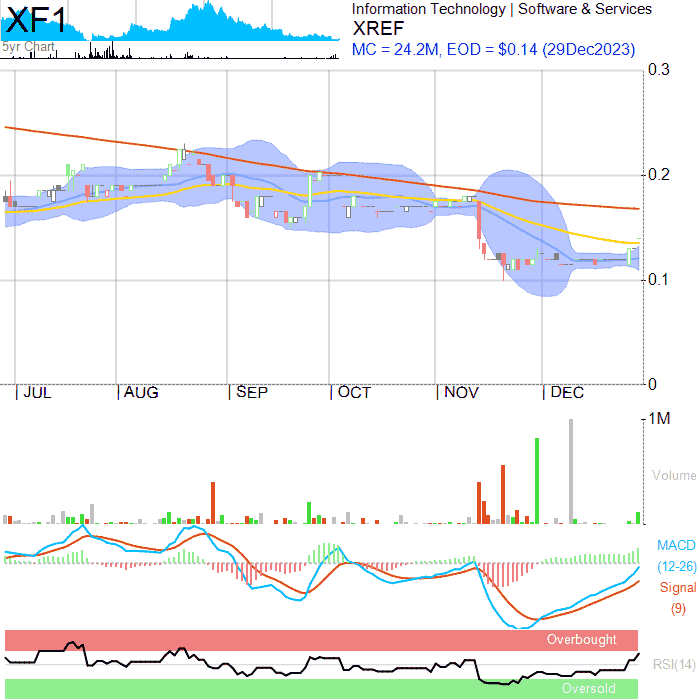 XF1
5yr Chart
Information Technology | Software & Services
XREF
MC = 24.2M, EOD = $0.14 (29Dec2023)
0.3
0.2
0.1
0
JUL AUG SEP OCT NOV DEC
1M
Volume
MACD
(12-26)
Signal
(9)
Overbought
RSI(14)
Oversold